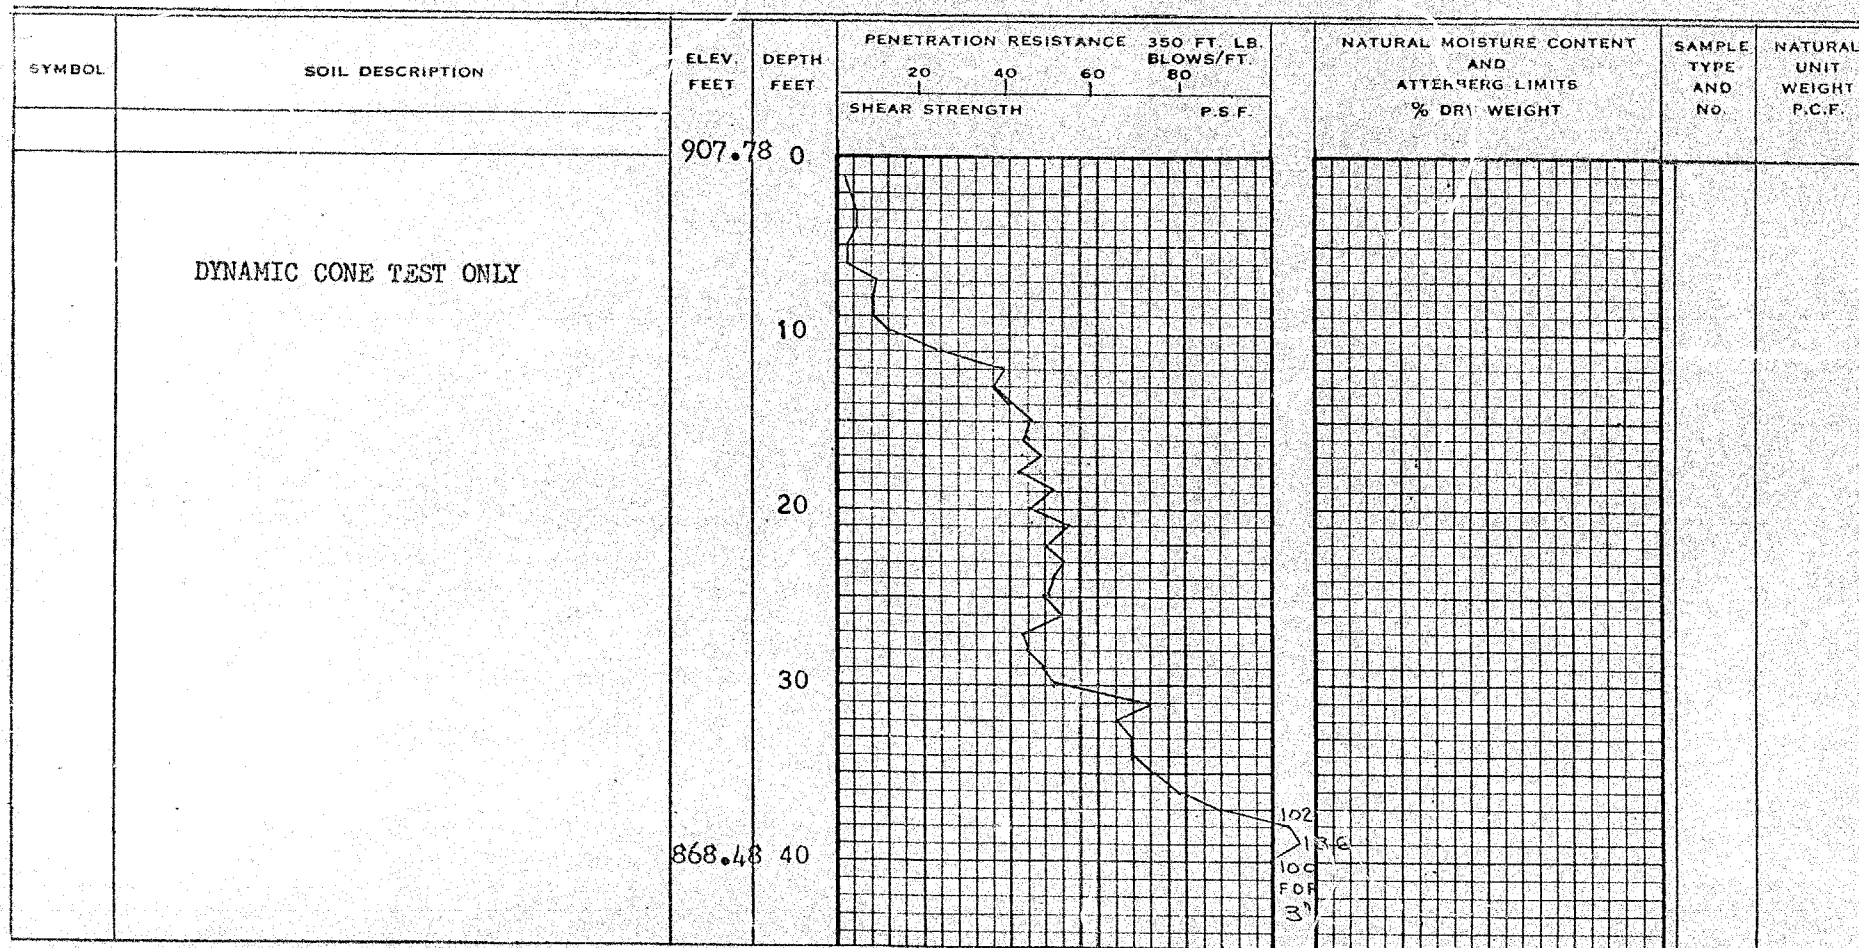 SYMBOL
SOIL DESCRIPTION
ELEV.
FEET
DEPTH
FEET
PENETRATION RESISTANCE 350 FT. LB.
BLOWS/FT.
20 40 60 80
SHEAR STRENGTH P.S.F.
NATURAL MOISTURE CONTENT
AND
ATTERBERG LIMITS
% DRY WEIGHT
SAMPLE
TYPE
AND
NO.
NATURAL
UNIT
WEIGHT
P.C.F.
907.78 0
DYNAMIC CONE TEST ONLY
10
20
30
102
868.48 40
100
FOR
3"